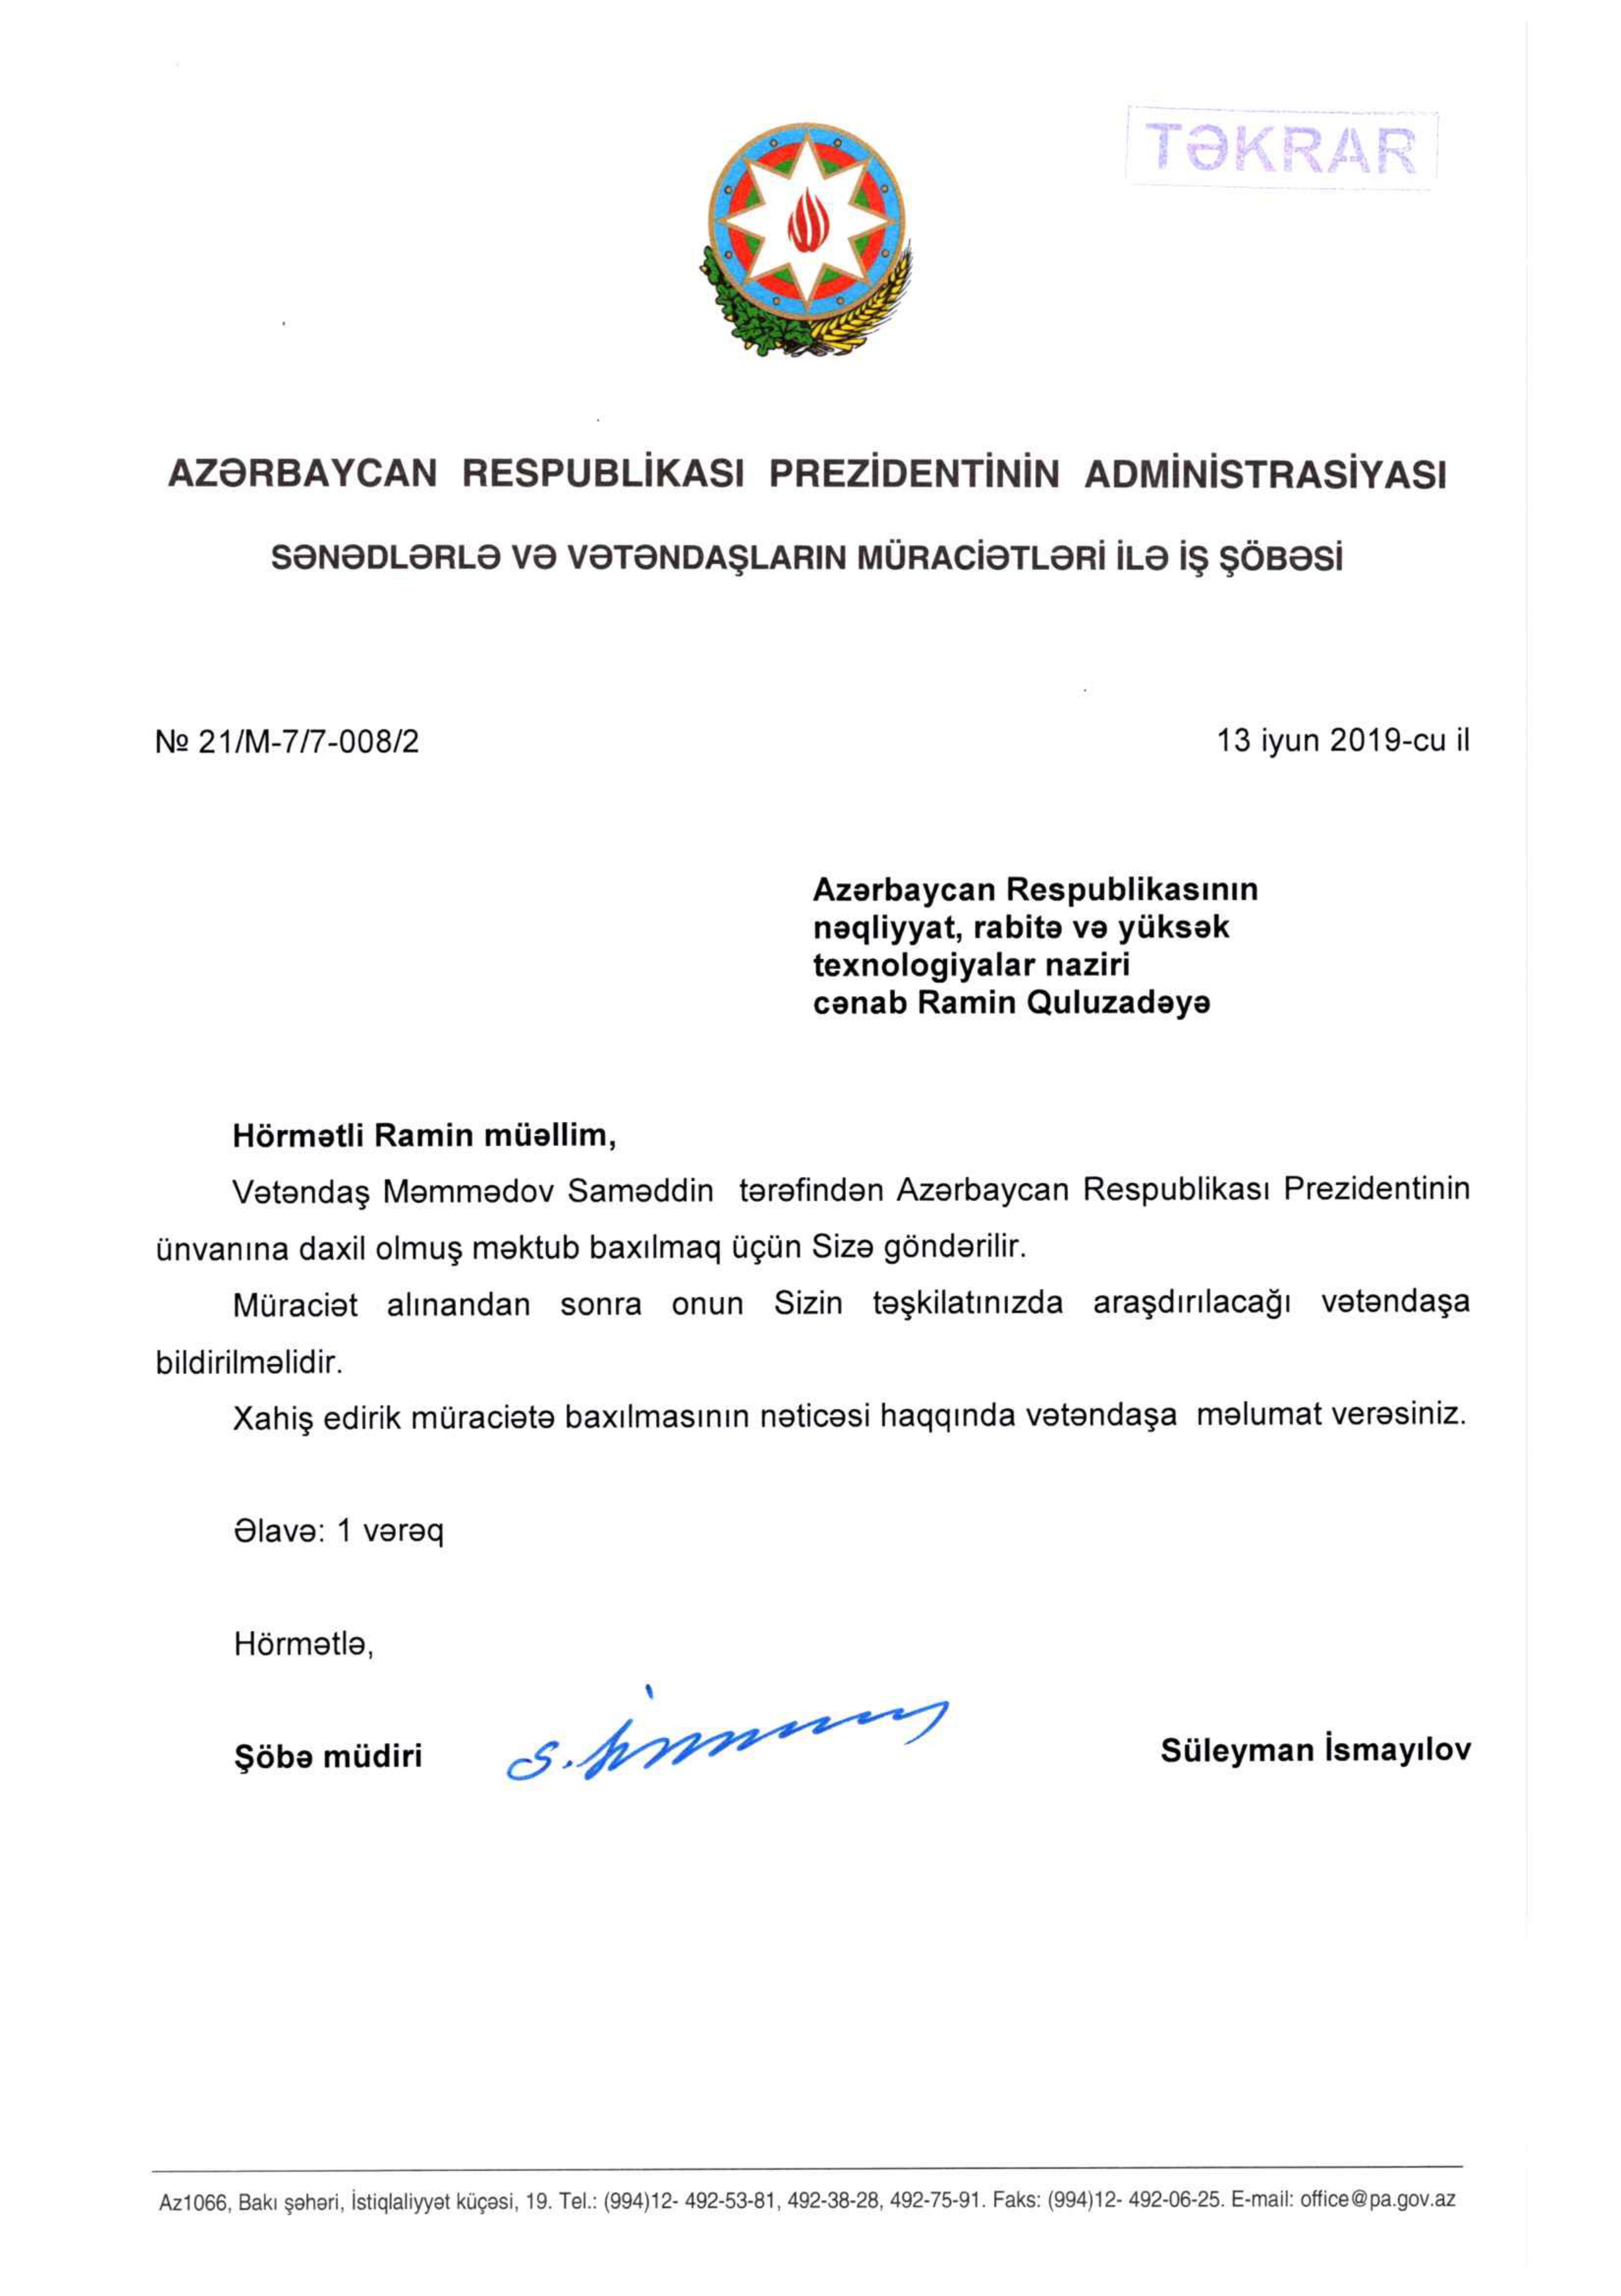 TƏKRAR
AZƏRBAYCAN RESPUBLİKASI PREZİDENTİNİN ADMİNİSTRASİYASI
SƏNƏDLƏRLƏ VƏ VƏTƏNDAŞLARIN MÜRACİƏTLƏRİ İLƏ İŞ ŞÖBƏSİ
№ 21/M-7/7-008/2 13 iyun 2019-cu il
Azərbaycan Respublikasının
nəqliyyat, rabitə və yüksək
texnologiyalar naziri
cənab Ramin Quluzadəyə
Hörmətli Ramin müəllim,
Vətəndaş Məmmədov Saməddin tərəfindən Azərbaycan Respublikası Prezidentinin
ünvanına daxil olmuş məktub baxılmaq üçün Sizə göndərilir.
Müraciət alınandan sonra onun Sizin təşkilatınızda araşdırılacağı vətəndaşa
bildirilməlidir.
Xahiş edirik müraciətə baxılmasının nəticəsi haqqında vətəndaşa məlumat verəsiniz.
Əlavə: 1 vərəq
Hörmətlə,
Şöbə müdiri Süleyman İsmayılov
Az1066, Bakı şəhəri, İstiqlaliyyət küçəsi, 19. Tel.: (994)12- 492-53-81, 492-38-28, 492-75-91. Faks: (994)12- 492-06-25. E-mail: office@pa.gov.az